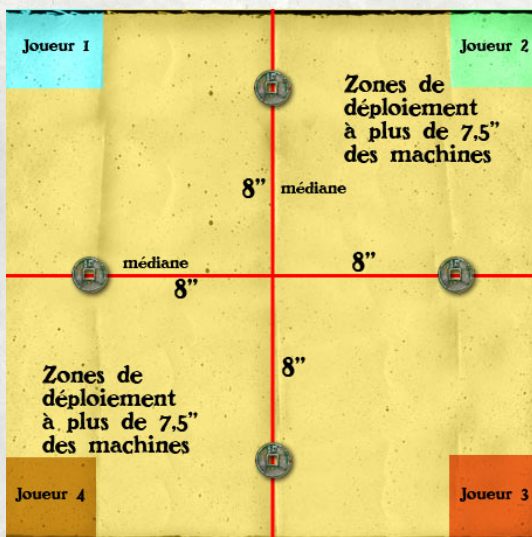 Joueur 1
Joueur 2
Zones de
déploiement
à plus de 7,5”
des machines
8” médiane
médiane
8”
8”
8”
Zones de
déploiement
à plus de 7,5”
des machines
Joueur 4
Joueur 3